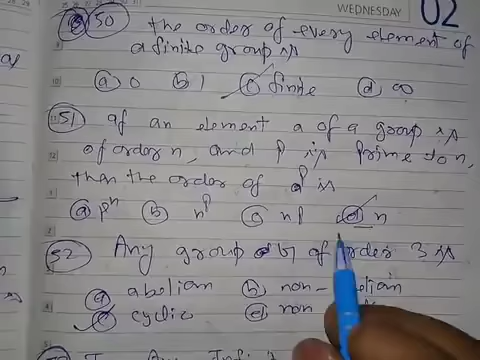 WEDNESDAY 02
50 The order of every element of
a finite group is
(a) 0 (b) 1 (c) finite (d) ∞
51 If an element a of a group is
of order n, and P is prime to n,
then the order of a^p is
(a) p^n (b) n^p (c) np (d) n
52 Any group G of order 3 is
(a) abelian (b) non-
(c) cyclic (d) non